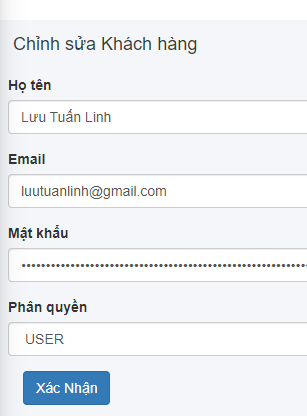 Chỉnh sửa Khách hàng
Họ tên
Lưu Tuấn Linh
Email
luutuanlinh@gmail.com
Mật khẩu
Phân quyền
USER
Xác Nhận